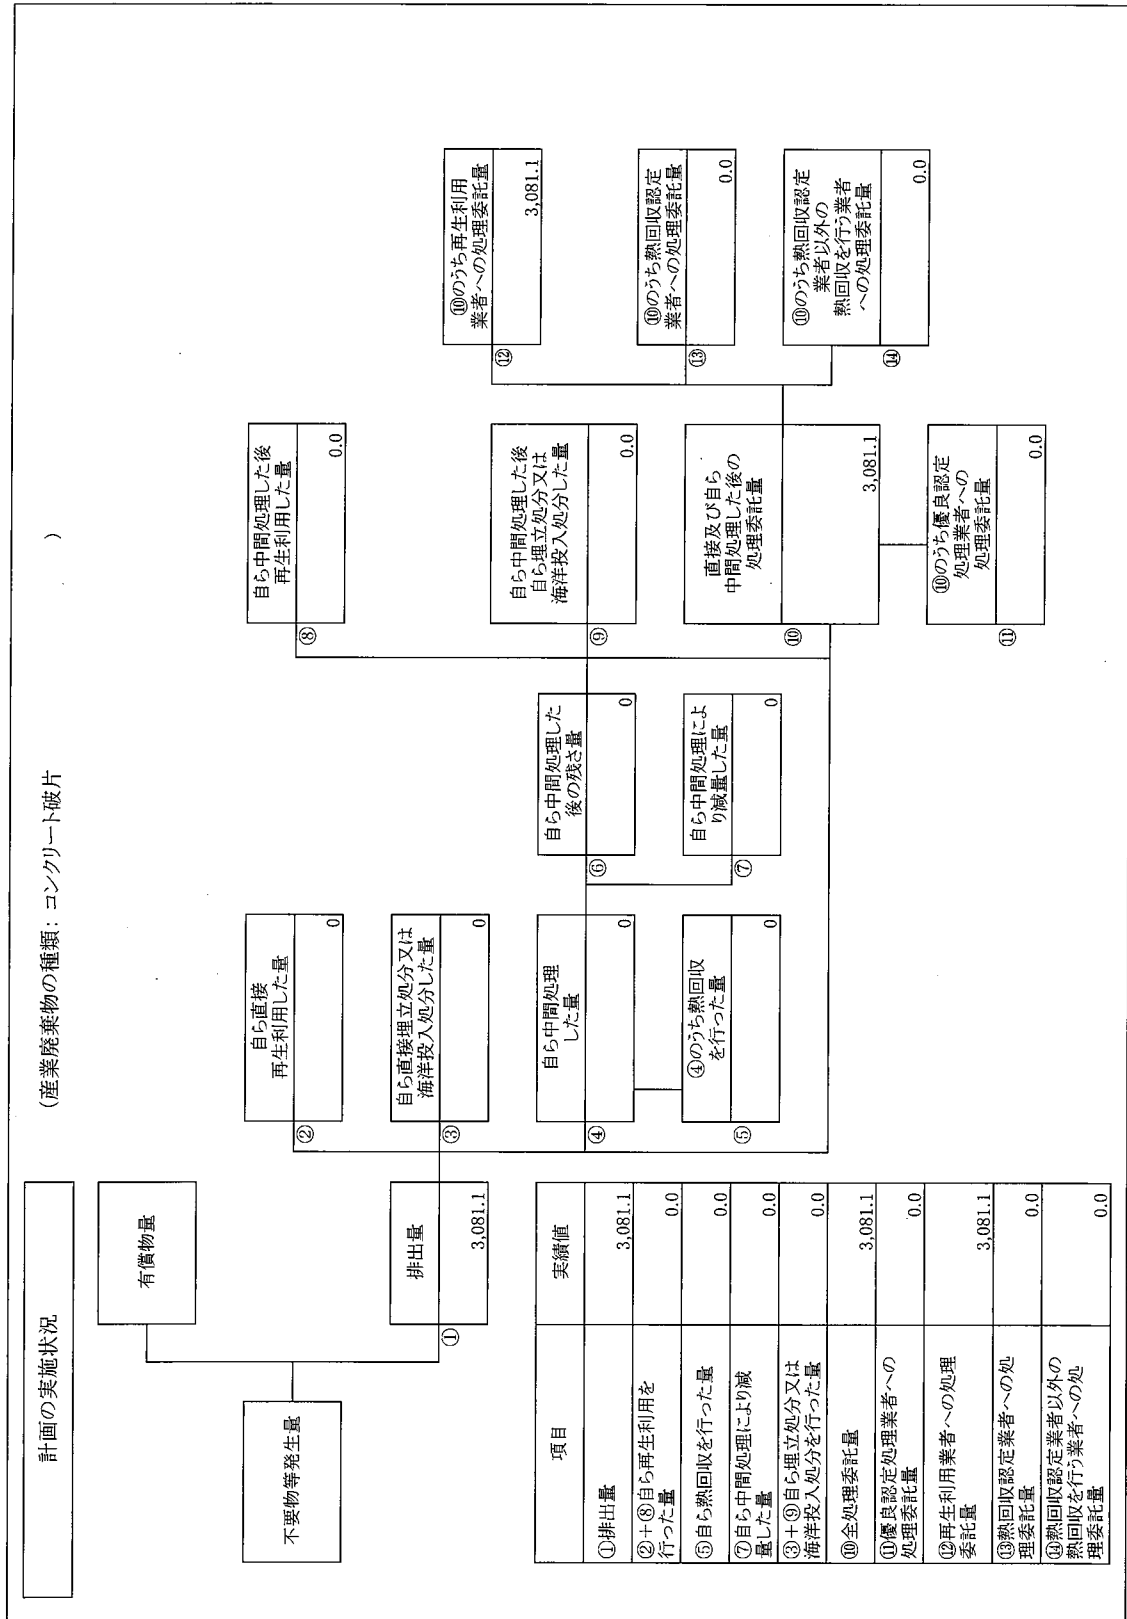 計画の実施状況
(産業廃棄物の種類：コンクリート破片　　　　)
不要物等発生量
有償物量
①
排出量
3,081.1
②
自ら直接
再生利用した量
0
③
自ら直接埋立処分又は
海洋投入処分した量
0
④
自ら中間処理
した量
0
⑤
④のうち熱回収
を行った量
0
⑥
自ら中間処理した
後の残さ量
0
⑦
自ら中間処理によ
り減量した量
0
⑧
自ら中間処理した後
再生利用した量
0.0
⑨
自ら中間処理した後
自ら埋立処分又は
海洋投入処分した量
0.0
⑩
直接及び自ら
中間処理した後の
処理委託量
3,081.1
⑪
⑩のうち優良認定
処理業者への
処理委託量
0.0
⑫
⑩のうち再生利用
業者への処理委託量
3,081.1
⑬
⑩のうち熱回収認定
業者への処理委託量
0.0
⑭
⑩のうち熱回収認定
業者以外の
熱回収を行う業者
への処理委託量
0.0
項目　実績値
①排出量　3,081.1
②＋⑧自ら再生利用を　0.0
行った量
⑤自ら熱回収を行った量　0.0
⑦自ら中間処理により減　0.0
量した量
③＋⑨自ら埋立処分又は　0.0
海洋投入処分を行った量
⑩全処理委託量　3,081.1
⑪優良認定処理業者への　0.0
処理委託量
⑫再生利用業者への処理　3,081.1
委託量
⑬熱回収認定業者への処　0.0
理委託量
⑭熱回収認定業者以外の　0.0
熱回収を行う業者への処
理委託量